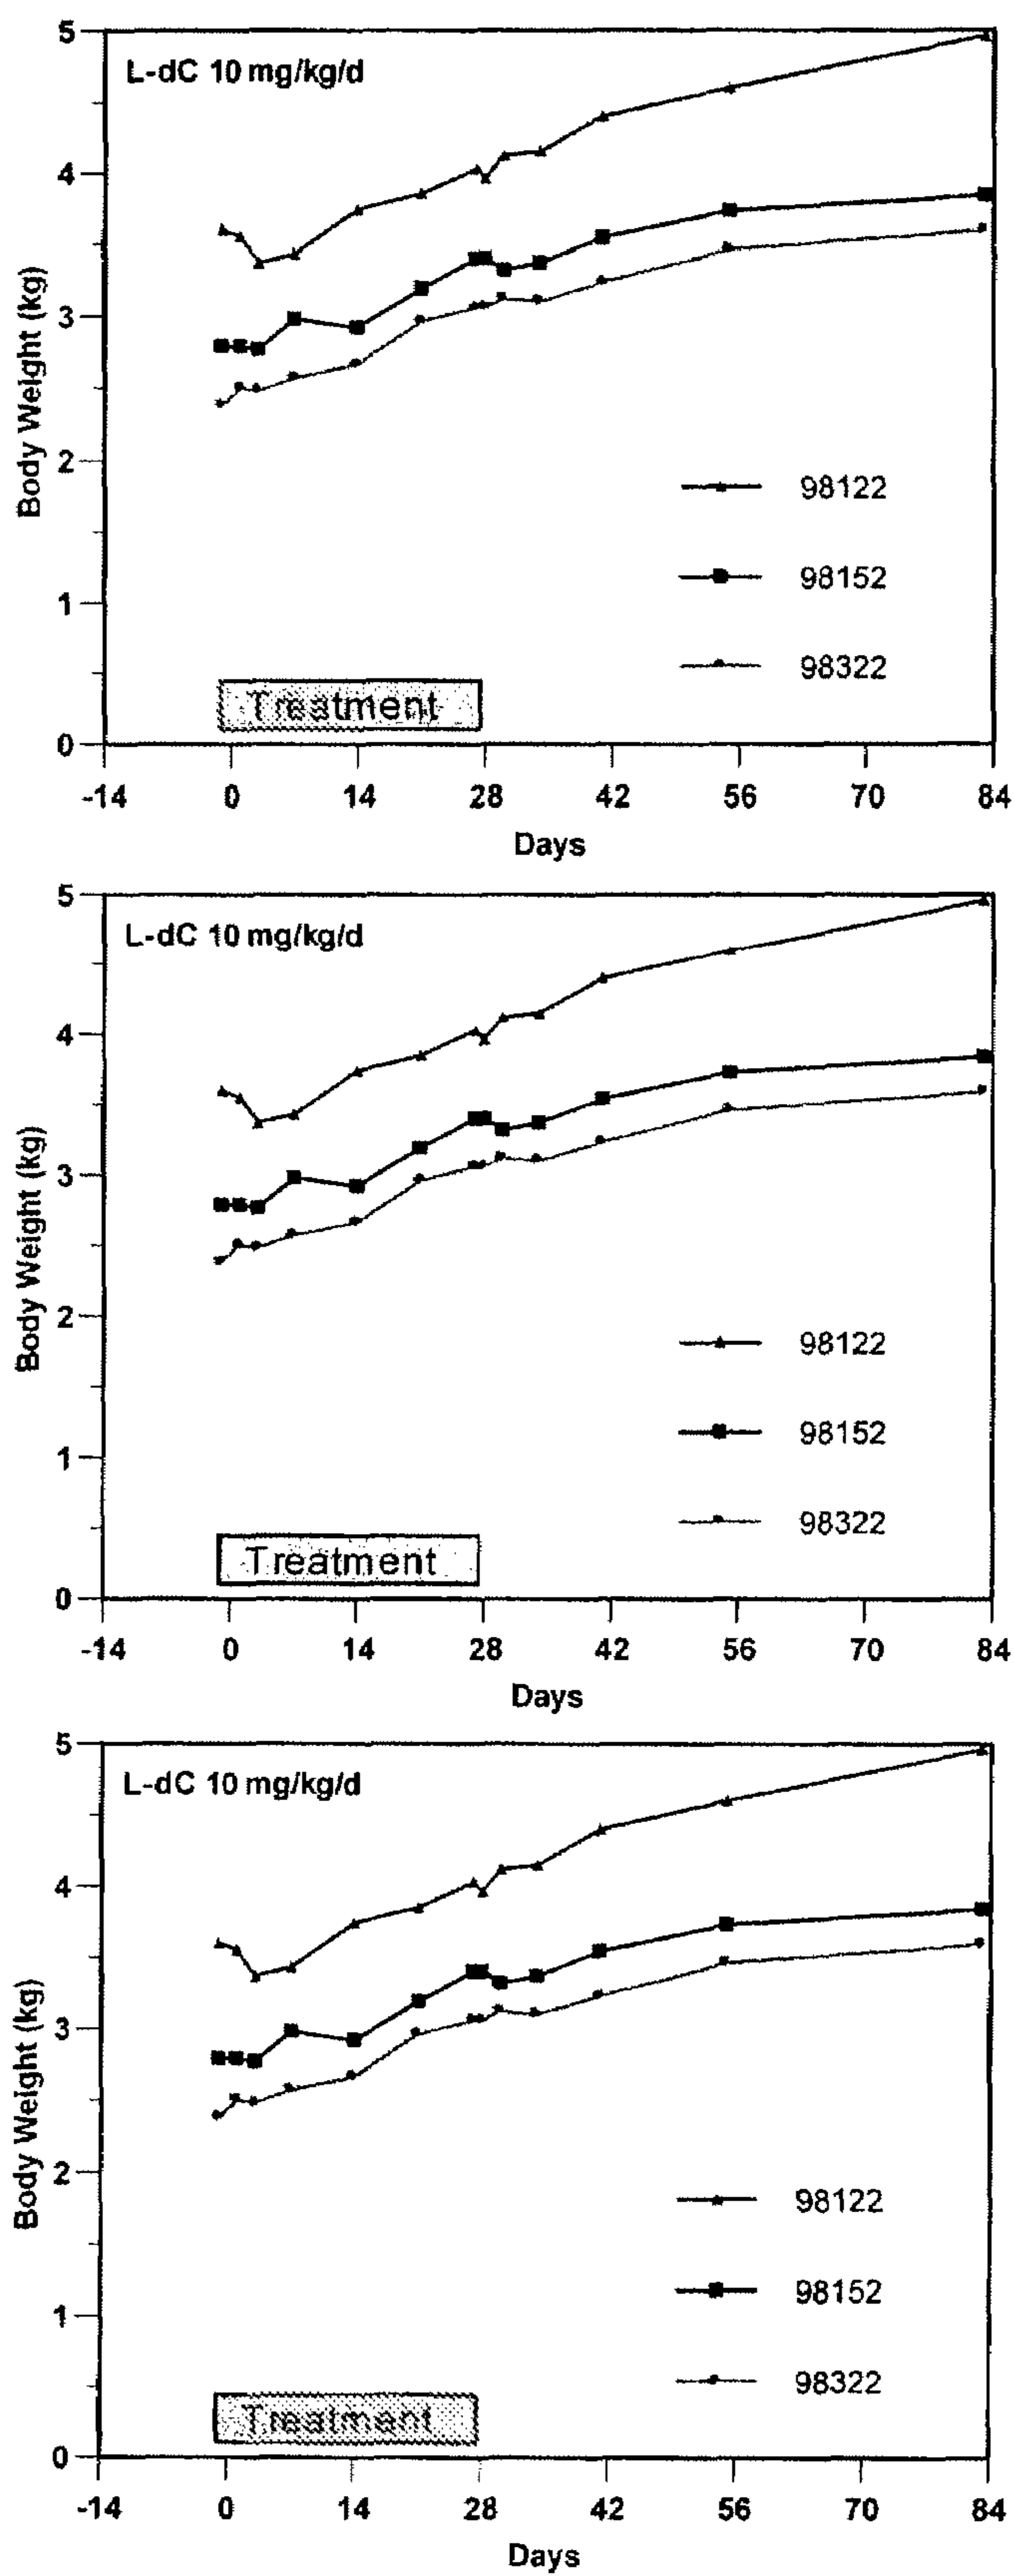 5
L-dC 10 mg/kg/d
4
3
Body Weight (kg)
2
98122
98152
1
98322
Treatment
0
-14 0 14 28 42 56 70 84
Days
5
L-dC 10 mg/kg/d
4
3
Body Weight (kg)
2
98122
98152
1
98322
Treatment
0
-14 0 14 28 42 56 70 84
Days
5
L-dC 10 mg/kg/d
4
3
Body Weight (kg)
2
98122
98152
1
98322
Treatment
0
-14 0 14 28 42 56 70 84
Days